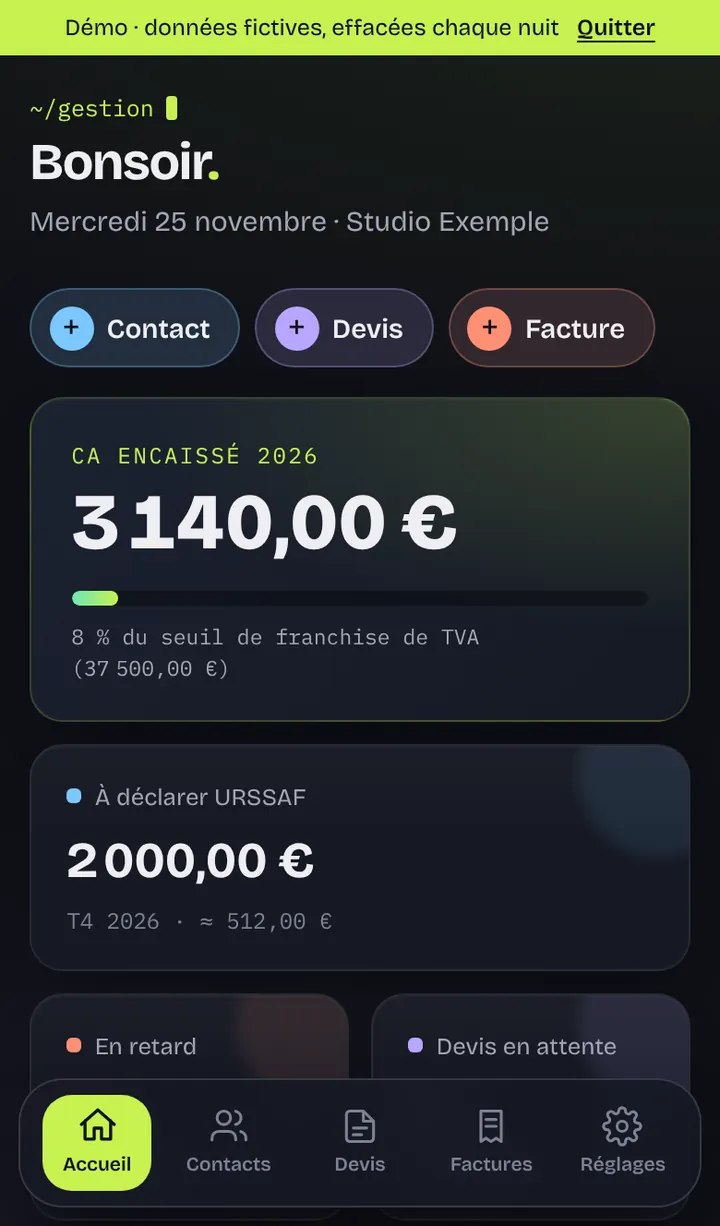 Démo · données fictives, effacées chaque nuit Quitter
~/gestion
Bonsoir.
Mercredi 25 novembre · Studio Exemple
+ Contact
+ Devis
+ Facture
CA ENCAISSÉ 2026
3 140,00 €
8 % du seuil de franchise de TVA
(37 500,00 €)
À déclarer URSSAF
2 000,00 €
T4 2026 · ≈ 512,00 €
En retard
Devis en attente
Accueil
Contacts
Devis
Factures
Réglages